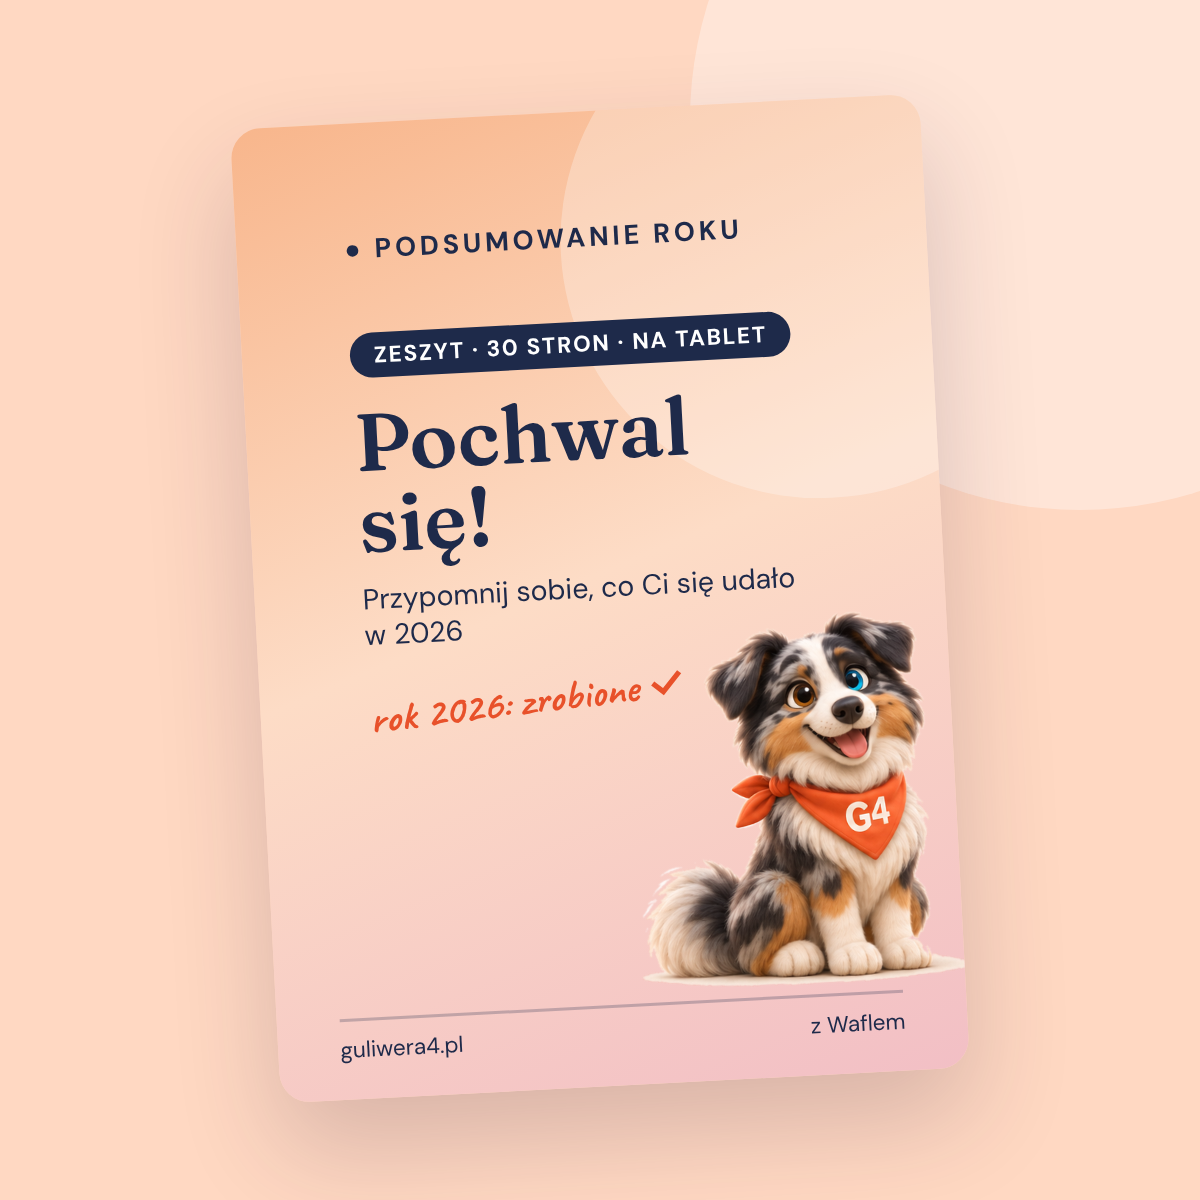 • PODSUMOWANIE ROKU
ZESZYT · 30 STRON · NA TABLET
Pochwal
się!
Przypomnij sobie, co Ci się udało
w 2026
rok 2026: zrobione ✓
G4
guliwera4.pl
z Waflem